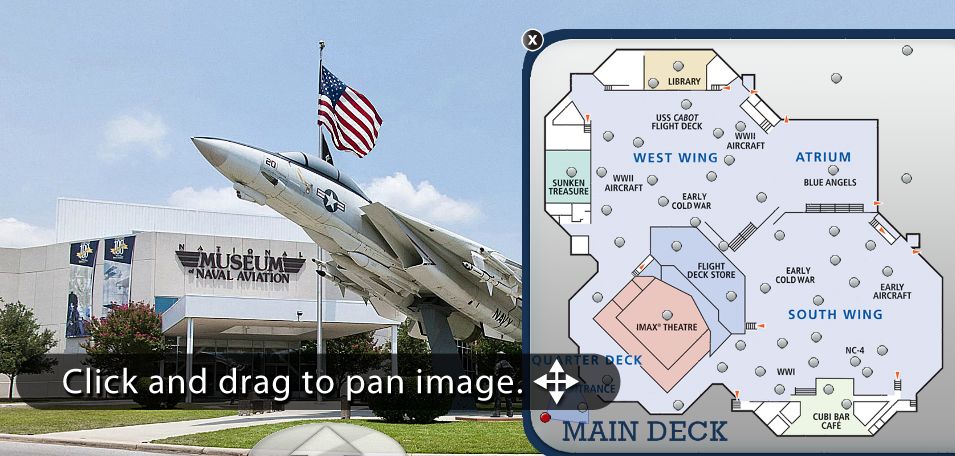 20
NATIONAL
MUSEUM
of NAVAL AVIATION
NAVY
Click and drag to pan image.
X
LIBRARY
USS CABOT
FLIGHT DECK
WWII
AIRCRAFT
WEST WING
ATRIUM
BLUE ANGELS
SUNKEN
TREASURE
WWII
AIRCRAFT
EARLY
COLD WAR
FLIGHT
DECK STORE
EARLY
COLD WAR
EARLY
AIRCRAFT
SOUTH WING
IMAX® THEATRE
NC-4
WWI
QUARTER DECK
ENTRANCE
CUBI BAR
CAFÉ
MAIN DECK